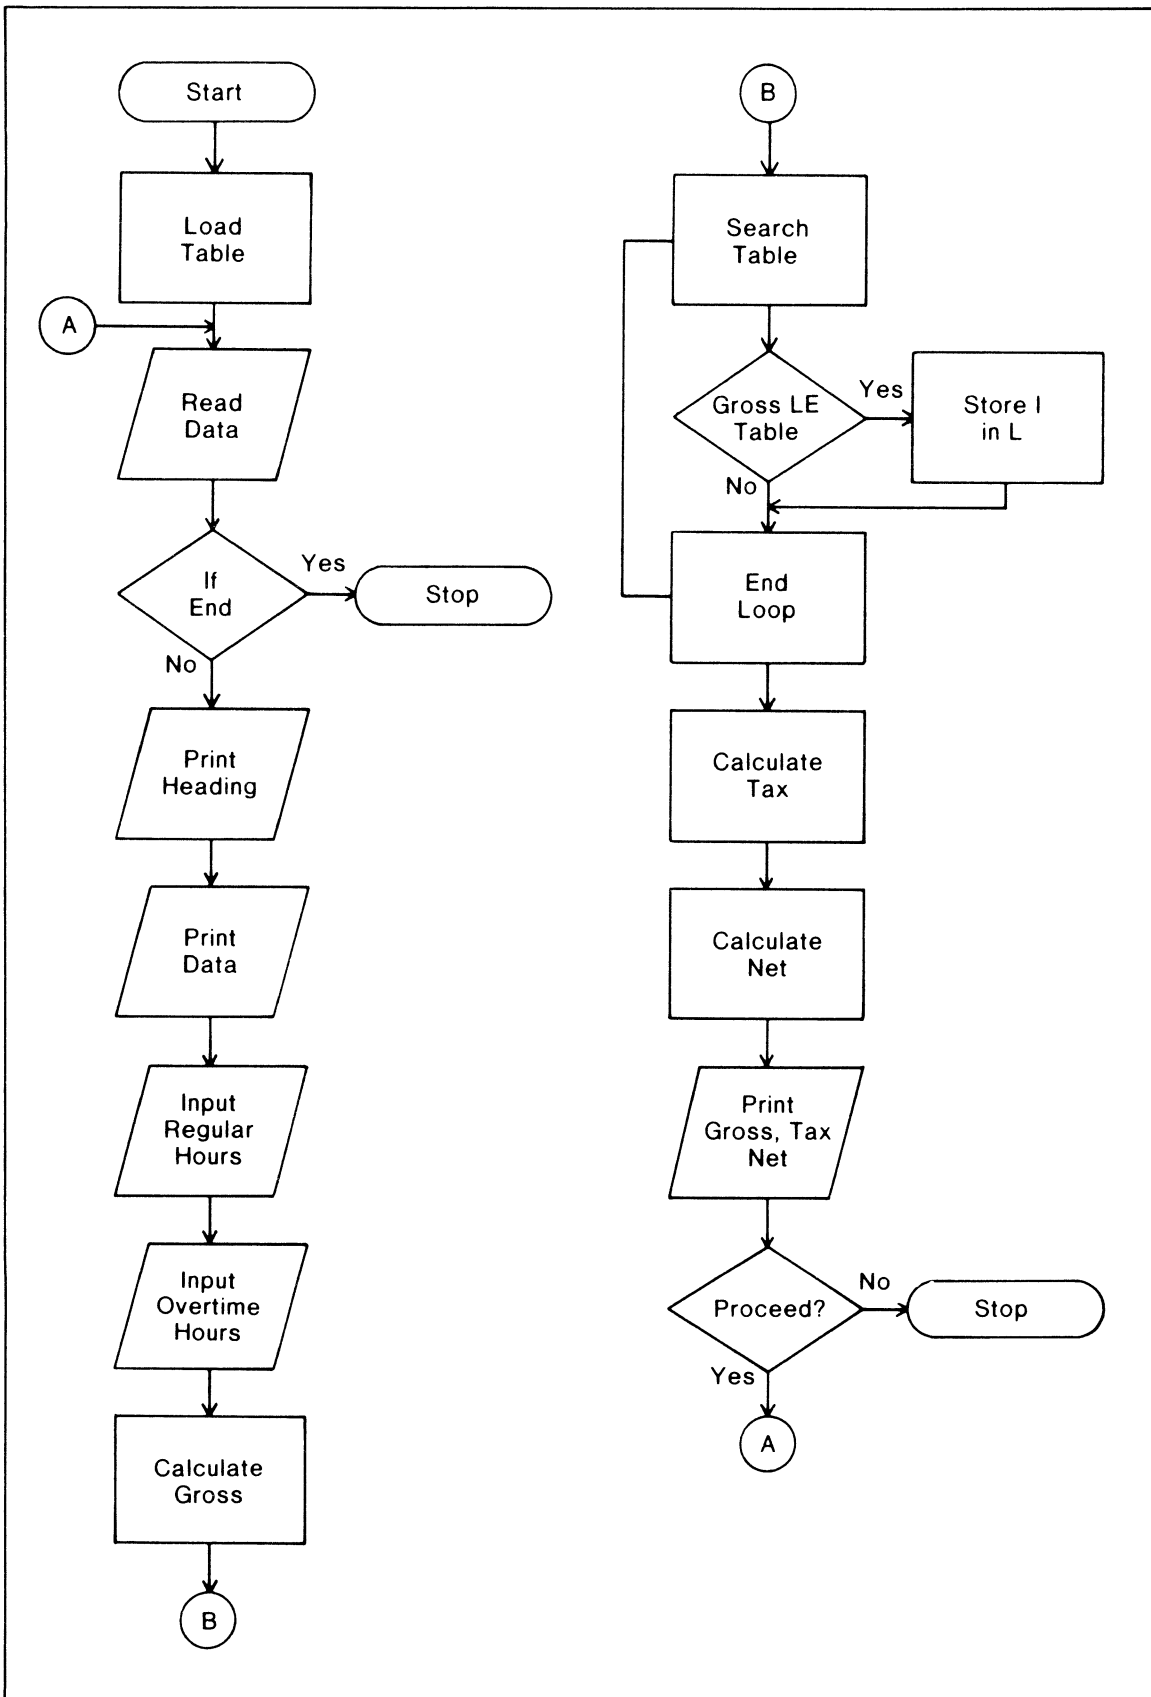 Start
Load
Table
A
Read
Data
If
End
Yes
Stop
No
Print
Heading
Print
Data
Input
Regular
Hours
Input
Overtime
Hours
Calculate
Gross
B
B
Search
Table
Gross LE
Table
Yes
Store I
in L
No
End
Loop
Calculate
Tax
Calculate
Net
Print
Gross, Tax
Net
Proceed?
No
Stop
Yes
A